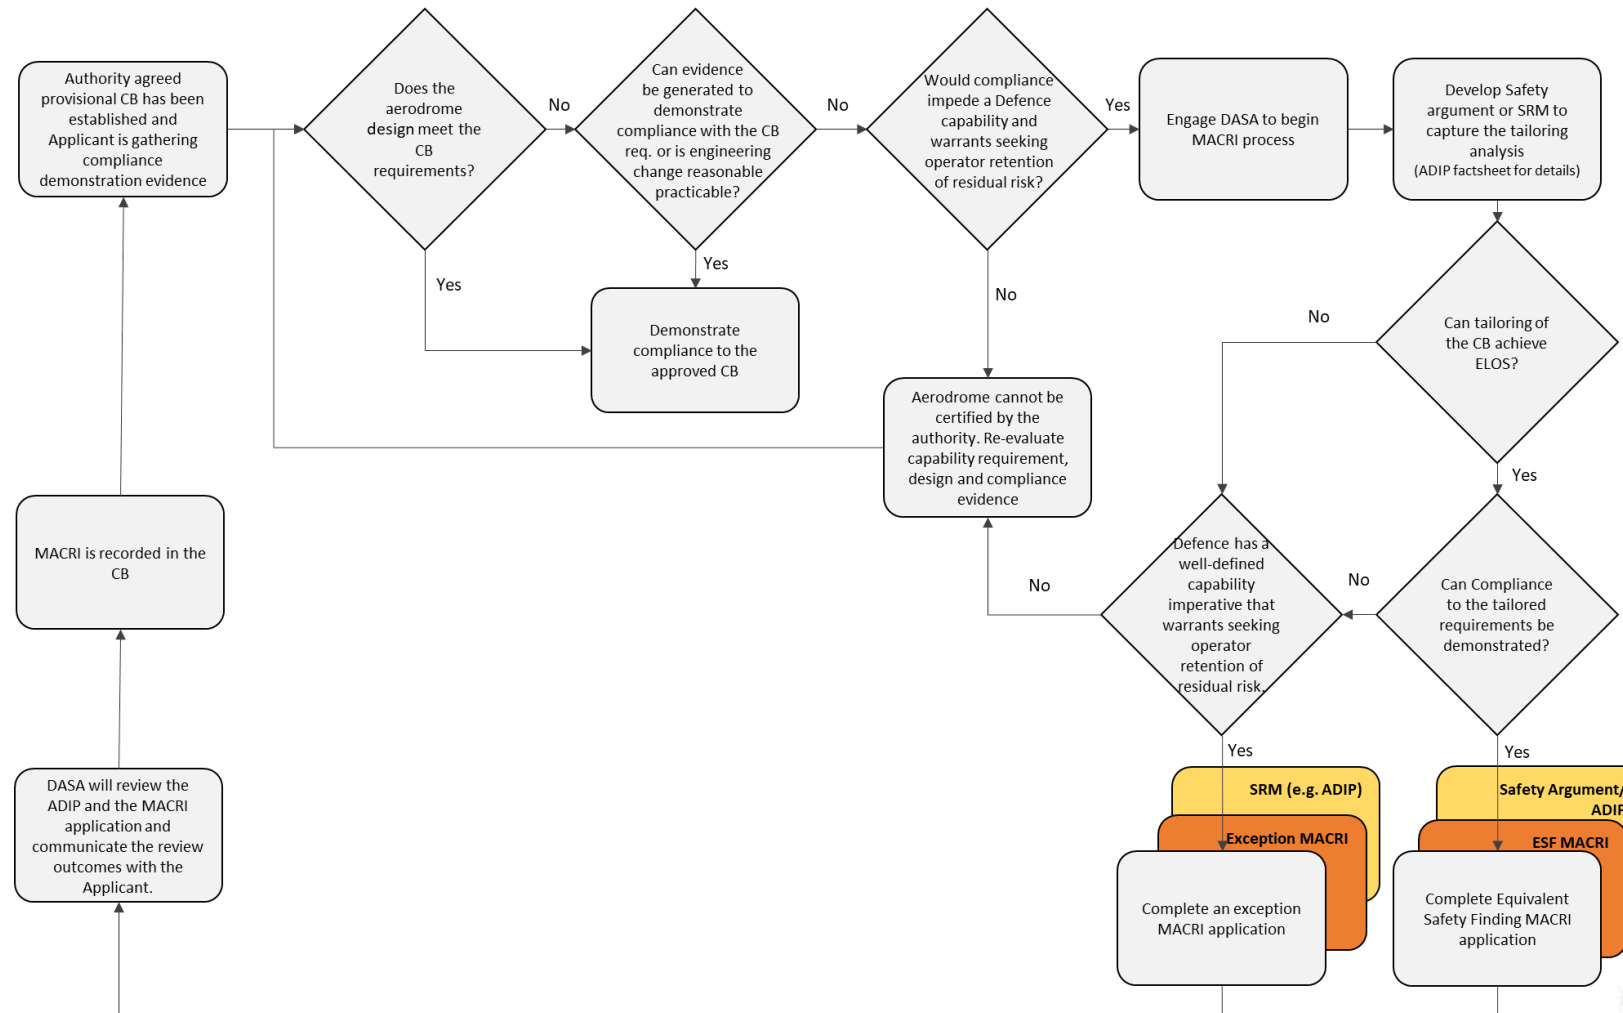 Authority agreed
provisional CB has been
established and
Applicant is gathering
compliance
demonstration evidence
Does the
aerodrome
design meet the
CB
requirements?
No
Can evidence
be generated to
demonstrate
compliance with the CB
req. or is engineering
change reasonable
practicable?
No
Would compliance
impede a Defence
capability and
warrants seeking
operator retention
of residual risk?
Yes
Engage DASA to begin
MACRI process
Develop Safety
argument or SRM to
capture the tailoring
analysis
(ADIP factsheet for details)
Yes
Yes
No
Demonstrate
compliance to the
approved CB
No
Can tailoring of
the CB achieve
ELOS?
Aerodrome cannot be
certified by the
authority. Re-evaluate
capability requirement,
design and compliance
evidence
Yes
MACRI is recorded in the
CB
No
Defence has a
well-defined
capability
imperative that
warrants seeking
operator
retention of
residual risk.
No
Can Compliance
to the tailored
requirements be
demonstrated?
Yes
Yes
DASA will review the
ADIP and the MACRI
application and
communicate the review
outcomes with the
Applicant.
SRM (e.g. ADIP)
Exception MACRI
Complete an exception
MACRI application
Safety Argument/
ADIP
ESF MACRI
Complete Equivalent
Safety Finding MACRI
application